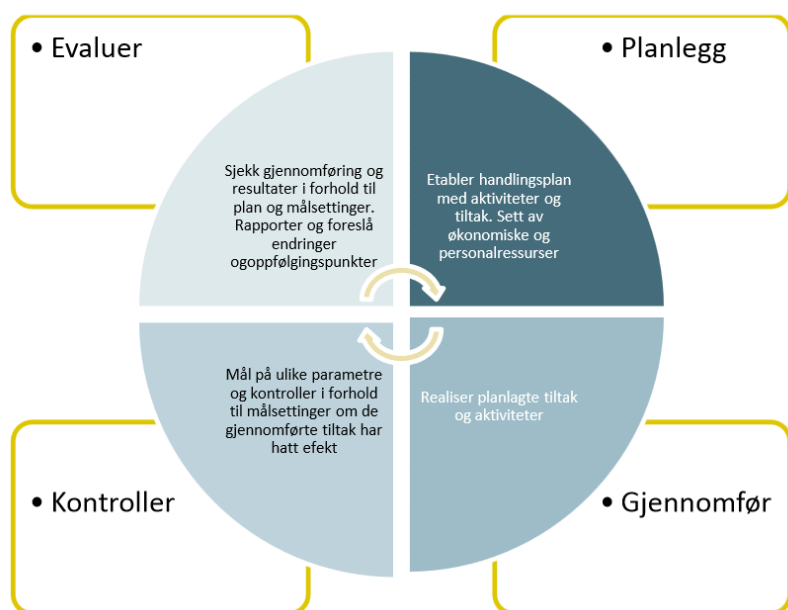 • Evaluer
• Planlegg
Sjekk gjennomføring og
resultater i forhold til
plan og målsettinger.
Rapporter og foreslå
endringer
ogoppfølgingspunkter
Etabler handlingsplan
med aktiviteter og
tiltak. Sett av
økonomiske og
personalressurser
Mål på ulike parametre
og kontroller i forhold
til målsettinger om de
gjennomførte tiltak har
hatt efekt
Realiser planlagte tiltak
og aktiviteter
• Kontroller
• Gjennomfør